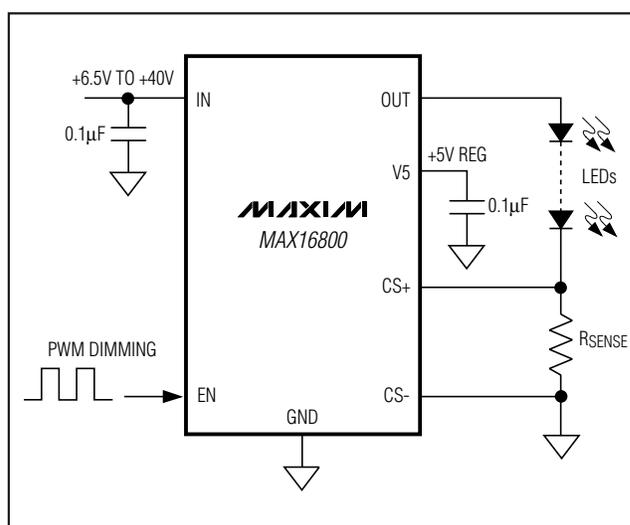 +6.5V TO +40V
IN
0.1µF
OUT
V5
+5V REG
0.1µF
LEDs
MAXIM
MAX16800
CS+
RSENSE
PWM DIMMING
EN
CS-
GND